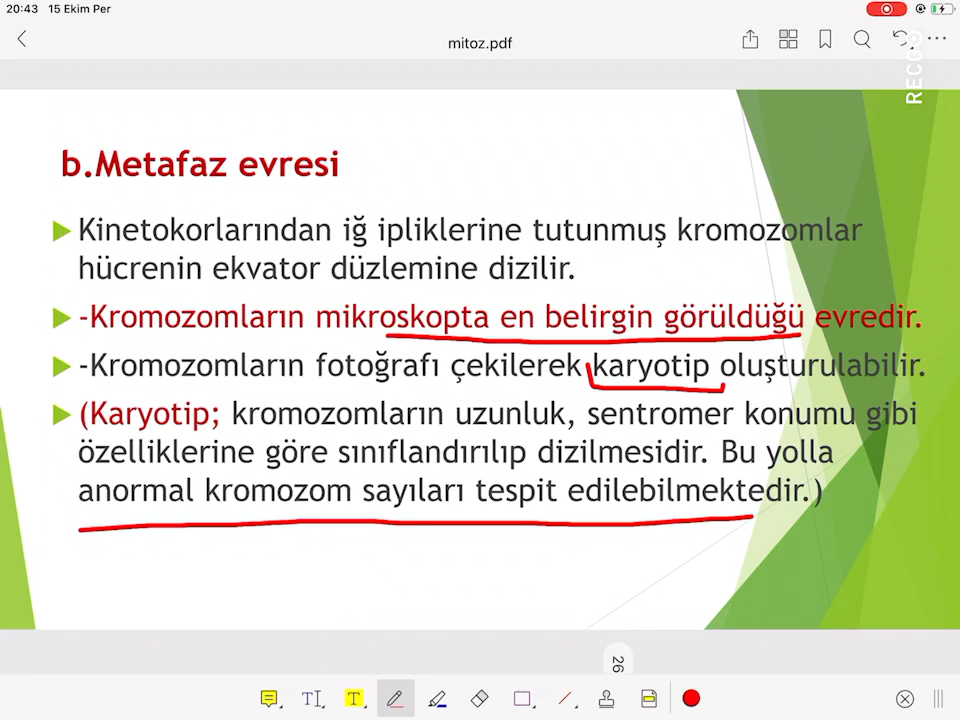 20:43 15 Ekim Per
mitoz.pdf
RECGO
b.Metafaz evresi
Kinetokorlarından iğ ipliklerine tutunmuş kromozomlar
hücrenin ekvator düzlemine dizilir.
-Kromozomların mikroskopta en belirgin görüldüğü evredir.
-Kromozomların fotoğrafı çekilerek karyotip oluşturulabilir.
(Karyotip; kromozomların uzunluk, sentromer konumu gibi
özelliklerine göre sınıflandırılıp dizilmesidir. Bu yolla
anormal kromozom sayıları tespit edilebilmektedir.)
26